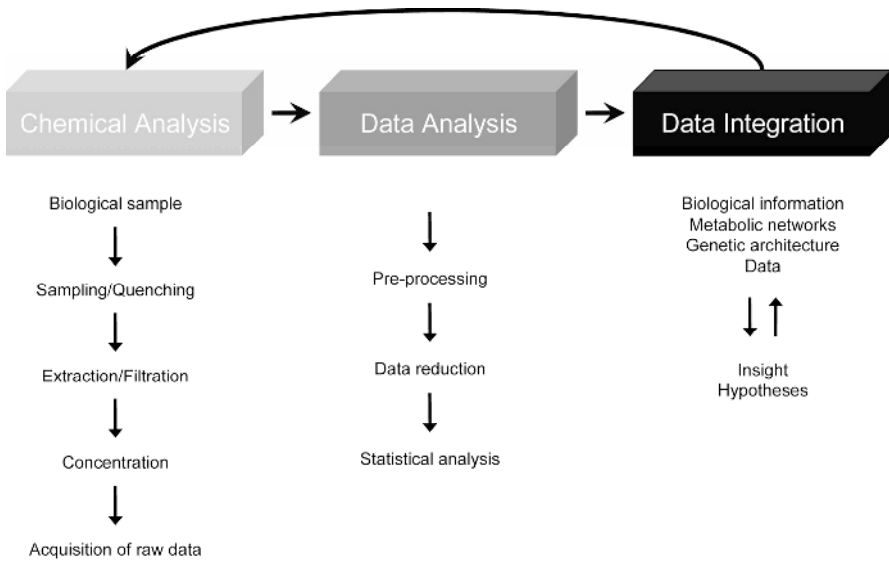 Chemical Analysis
Data Analysis
Data Integration
Biological sample
Sampling/Quenching
Extraction/Filtration
Concentration
Acquisition of raw data
Pre-processing
Data reduction
Statistical analysis
Biological information
Metabolic networks
Genetic architecture
Data
Insight
Hypotheses